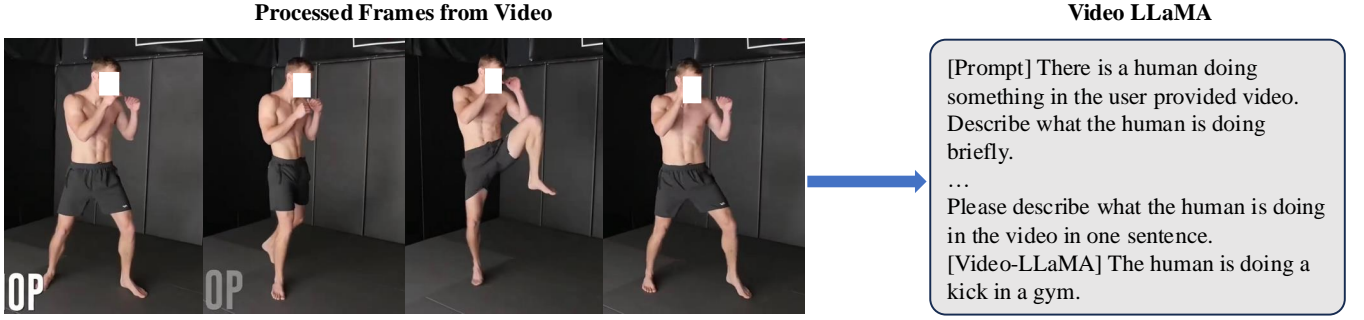 Processed Frames from Video
Video LLaMA
OP
OP
[Prompt] There is a human doing
something in the user provided video.
Describe what the human is doing
briefly.
…
Please describe what the human is doing
in the video in one sentence.
[Video-LLaMA] The human is doing a
kick in a gym.